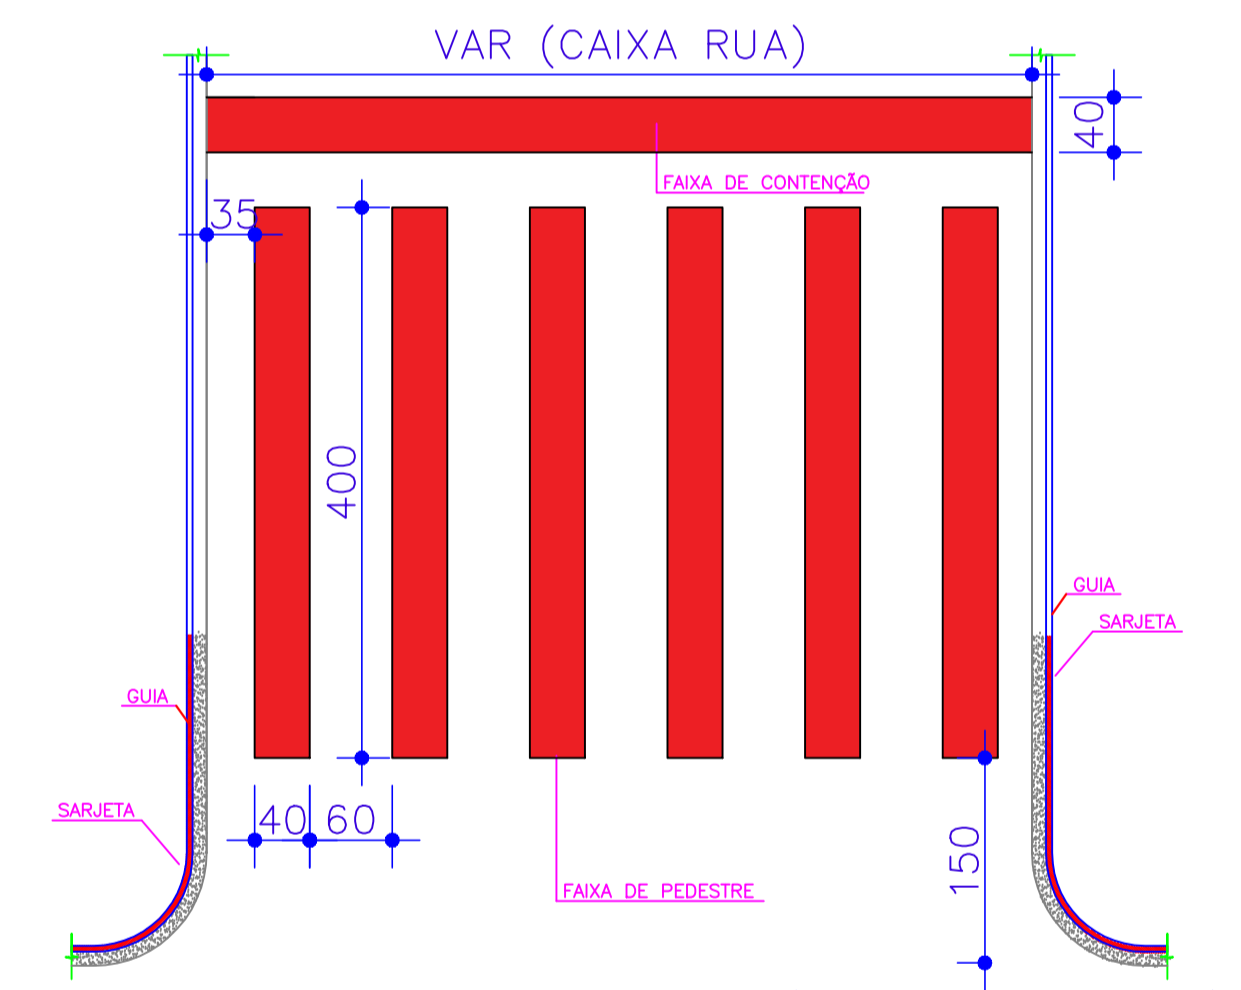 VAR (CAIXA RUA)
40
FAIXA DE CONTENÇÃO
35
400
GUIA
SARJETA
GUIA
SARJETA
40
60
150
FAIXA DE PEDESTRE